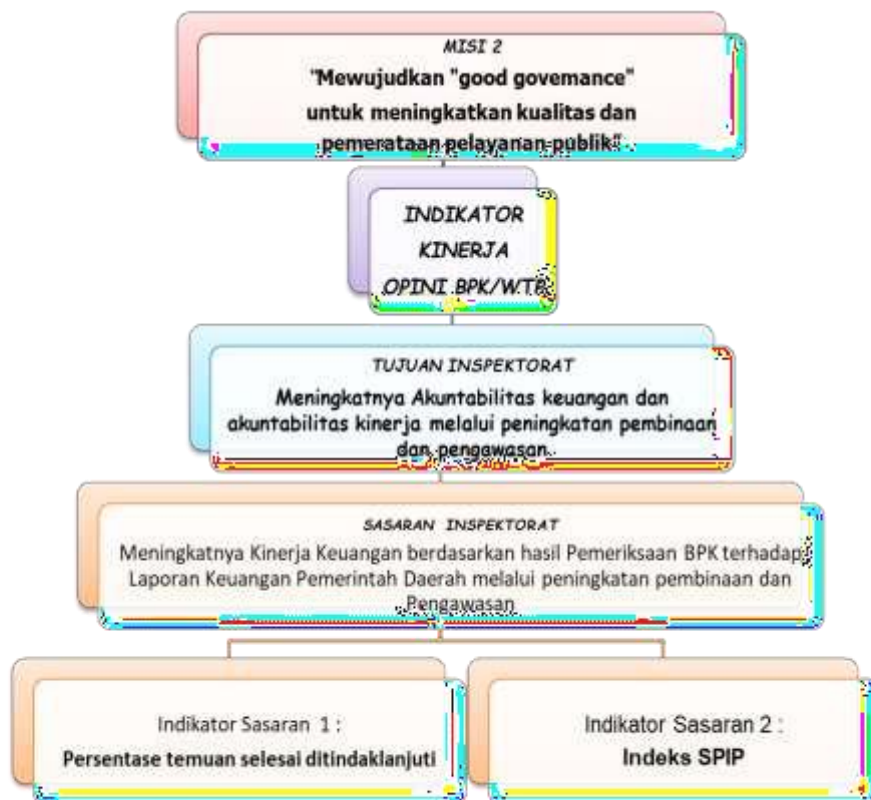 MISI 2
"Mewujudkan "good govemance"
untuk meningkatkan kualitas dan
pemerataan pelayanan publik"
INDIKATOR
KINERJA
OPINI BPK/WTP
TUJUAN INSPEKTORAT
Meningkatnya Akuntabilitas keuangan dan
akuntabilitas kinerja melalui peningkatan pembinaan
dan pengawasan
SASARAN INSPEKTORAT
Meningkatnya Kinerja Keuangan berdasarkan hasil Pemeriksaan BPK terhadap
Laporan Keuangan Pemerintah Daerah melalui peningkatan pembinaan dan
Pengawasan
Indikator Sasaran 1 :
Persentase temuan selesai ditindaklanjuti
Indikator Sasaran 2 :
Indeks SPIP